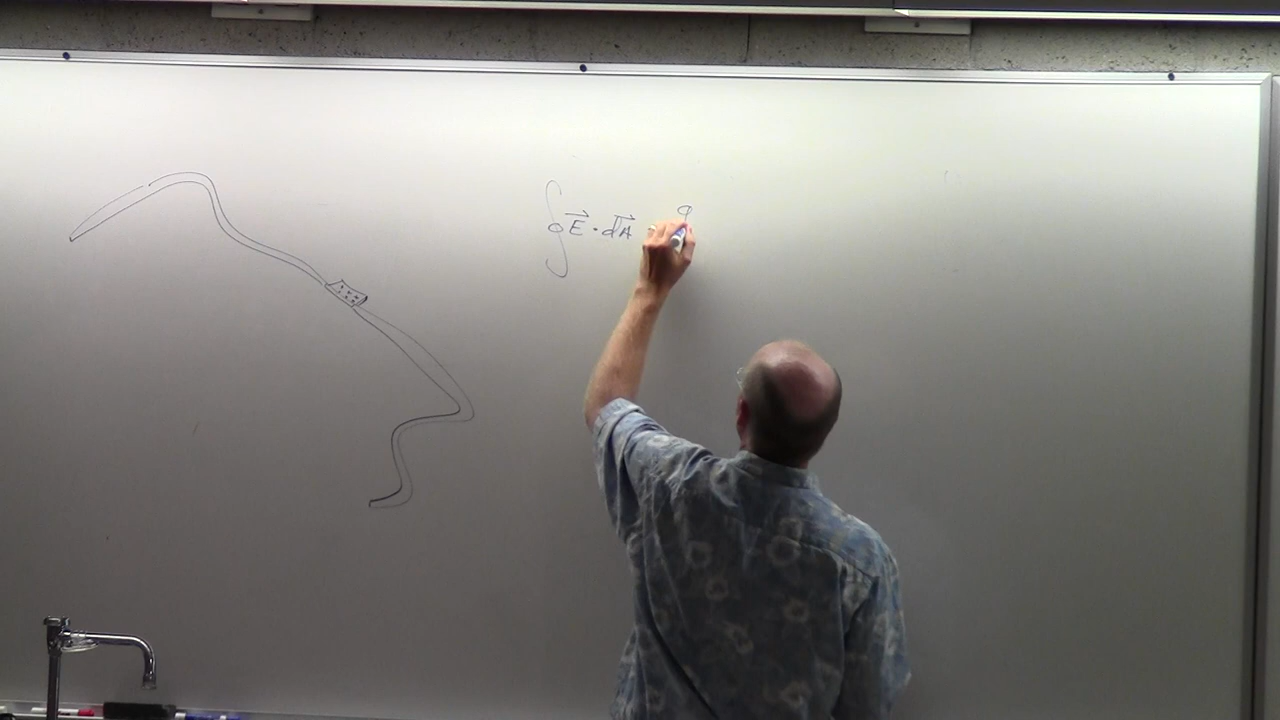 ∮ E⃗ · dA⃗ = q